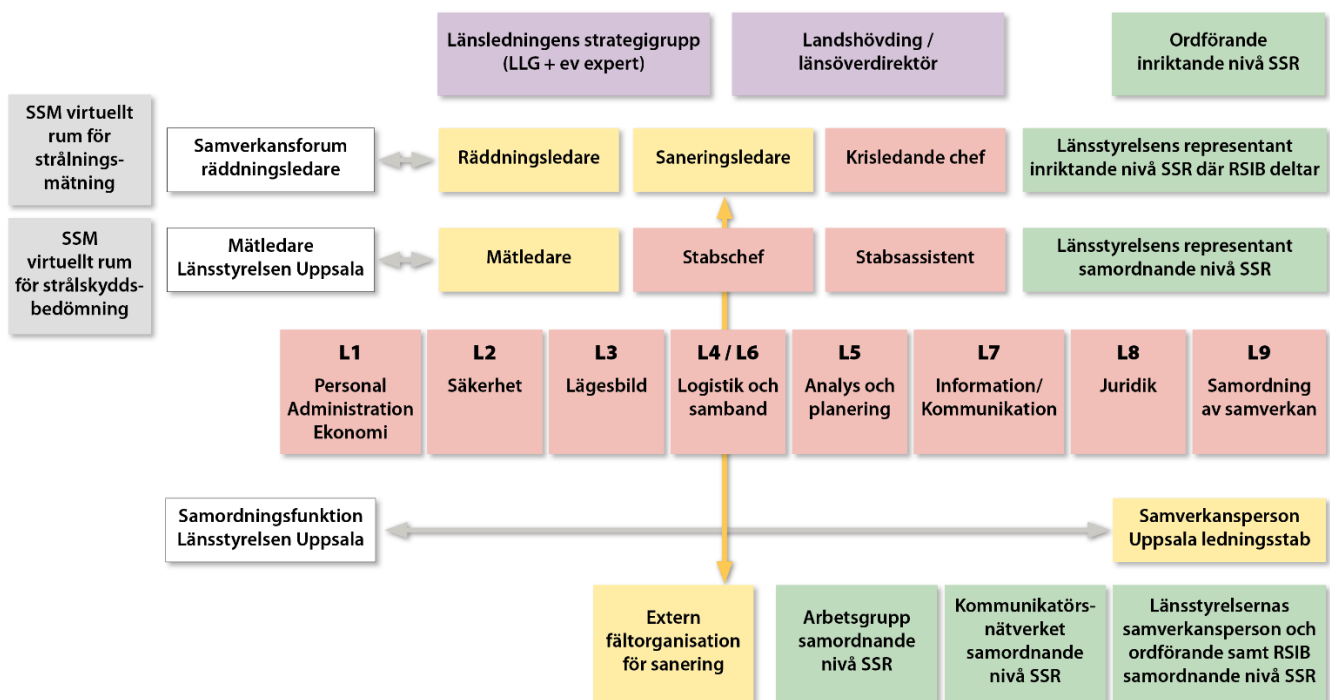 Länsledningens strategigrupp
(LLG + ev expert)
Landshövding /
länsöverdirektör
Ordförande
inriktande nivå SSR
SSM virtuellt
rum för
strålnings-
mätning
Samverkansforum
räddningsledare
Räddningsledare
Saneringsledare
Krisledande chef
Länsstyrelsens representant
inriktande nivå SSR där RSIB deltar
SSM
virtuellt rum
för strålskydds-
bedömning
Mätledare
Länsstyrelsen Uppsala
Mätledare
Stabschef
Stabsassistent
Länsstyrelsens representant
samordnande nivå SSR
L1
Personal
Administration
Ekonomi
L2
Säkerhet
L3
Lägesbild
L4 / L6
Logistik och
samband
L5
Analys och
planering
L7
Information/
Kommunikation
L8
Juridik
L9
Samordning
av samverkan
Samordningsfunktion
Länsstyrelsen Uppsala
Samverkansperson
Uppsala ledningsstab
Extern
fältorganisation
för sanering
Arbetsgrupp
samordnande
nivå SSR
Kommunikatörs-
nätverket
samordnande
nivå SSR
Länsstyrelsernas
samverkansperson och
ordförande samt RSIB
samordnande nivå SSR